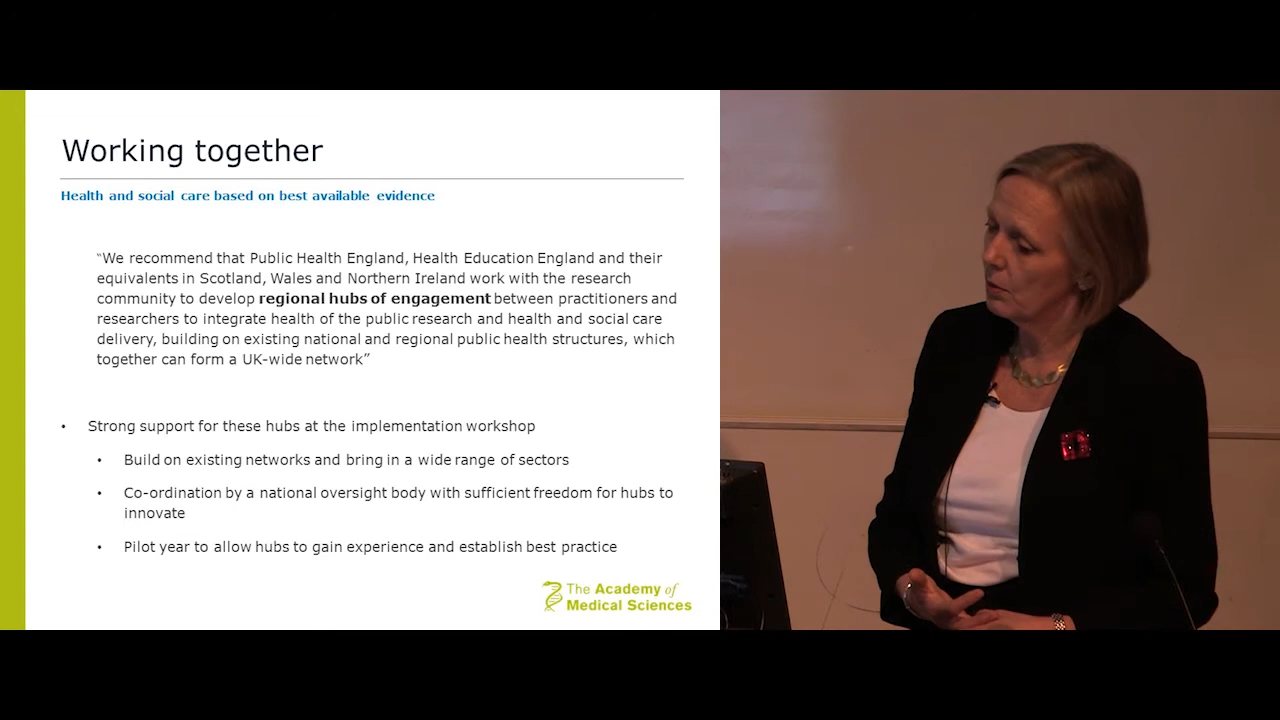 Working together
Health and social care based on best available evidence
“We recommend that Public Health England, Health Education England and their
equivalents in Scotland, Wales and Northern Ireland work with the research
community to develop regional hubs of engagement between practitioners and
researchers to integrate health of the public research and health and social care
delivery, building on existing national and regional public health structures, which
together can form a UK-wide network”
• Strong support for these hubs at the implementation workshop
• Build on existing networks and bring in a wide range of sectors
• Co-ordination by a national oversight body with sufficient freedom for hubs to
innovate
• Pilot year to allow hubs to gain experience and establish best practice
The Academy of
Medical Sciences